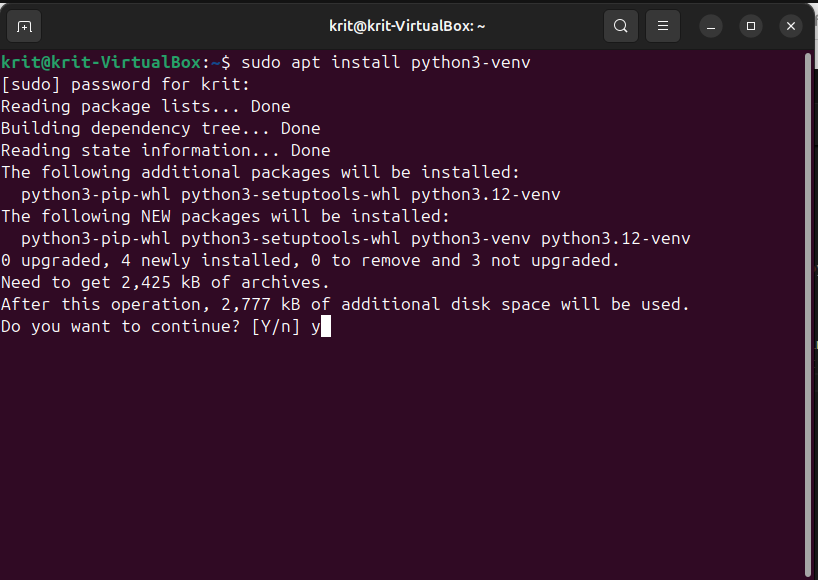 krit@krit-VirtualBox: ~
krit@krit-VirtualBox:~$ sudo apt install python3-venv
[sudo] password for krit:
Reading package lists... Done
Building dependency tree... Done
Reading state information... Done
The following additional packages will be installed:
  python3-pip-whl python3-setuptools-whl python3.12-venv
The following NEW packages will be installed:
  python3-pip-whl python3-setuptools-whl python3-venv python3.12-venv
0 upgraded, 4 newly installed, 0 to remove and 3 not upgraded.
Need to get 2,425 kB of archives.
After this operation, 2,777 kB of additional disk space will be used.
Do you want to continue? [Y/n] y